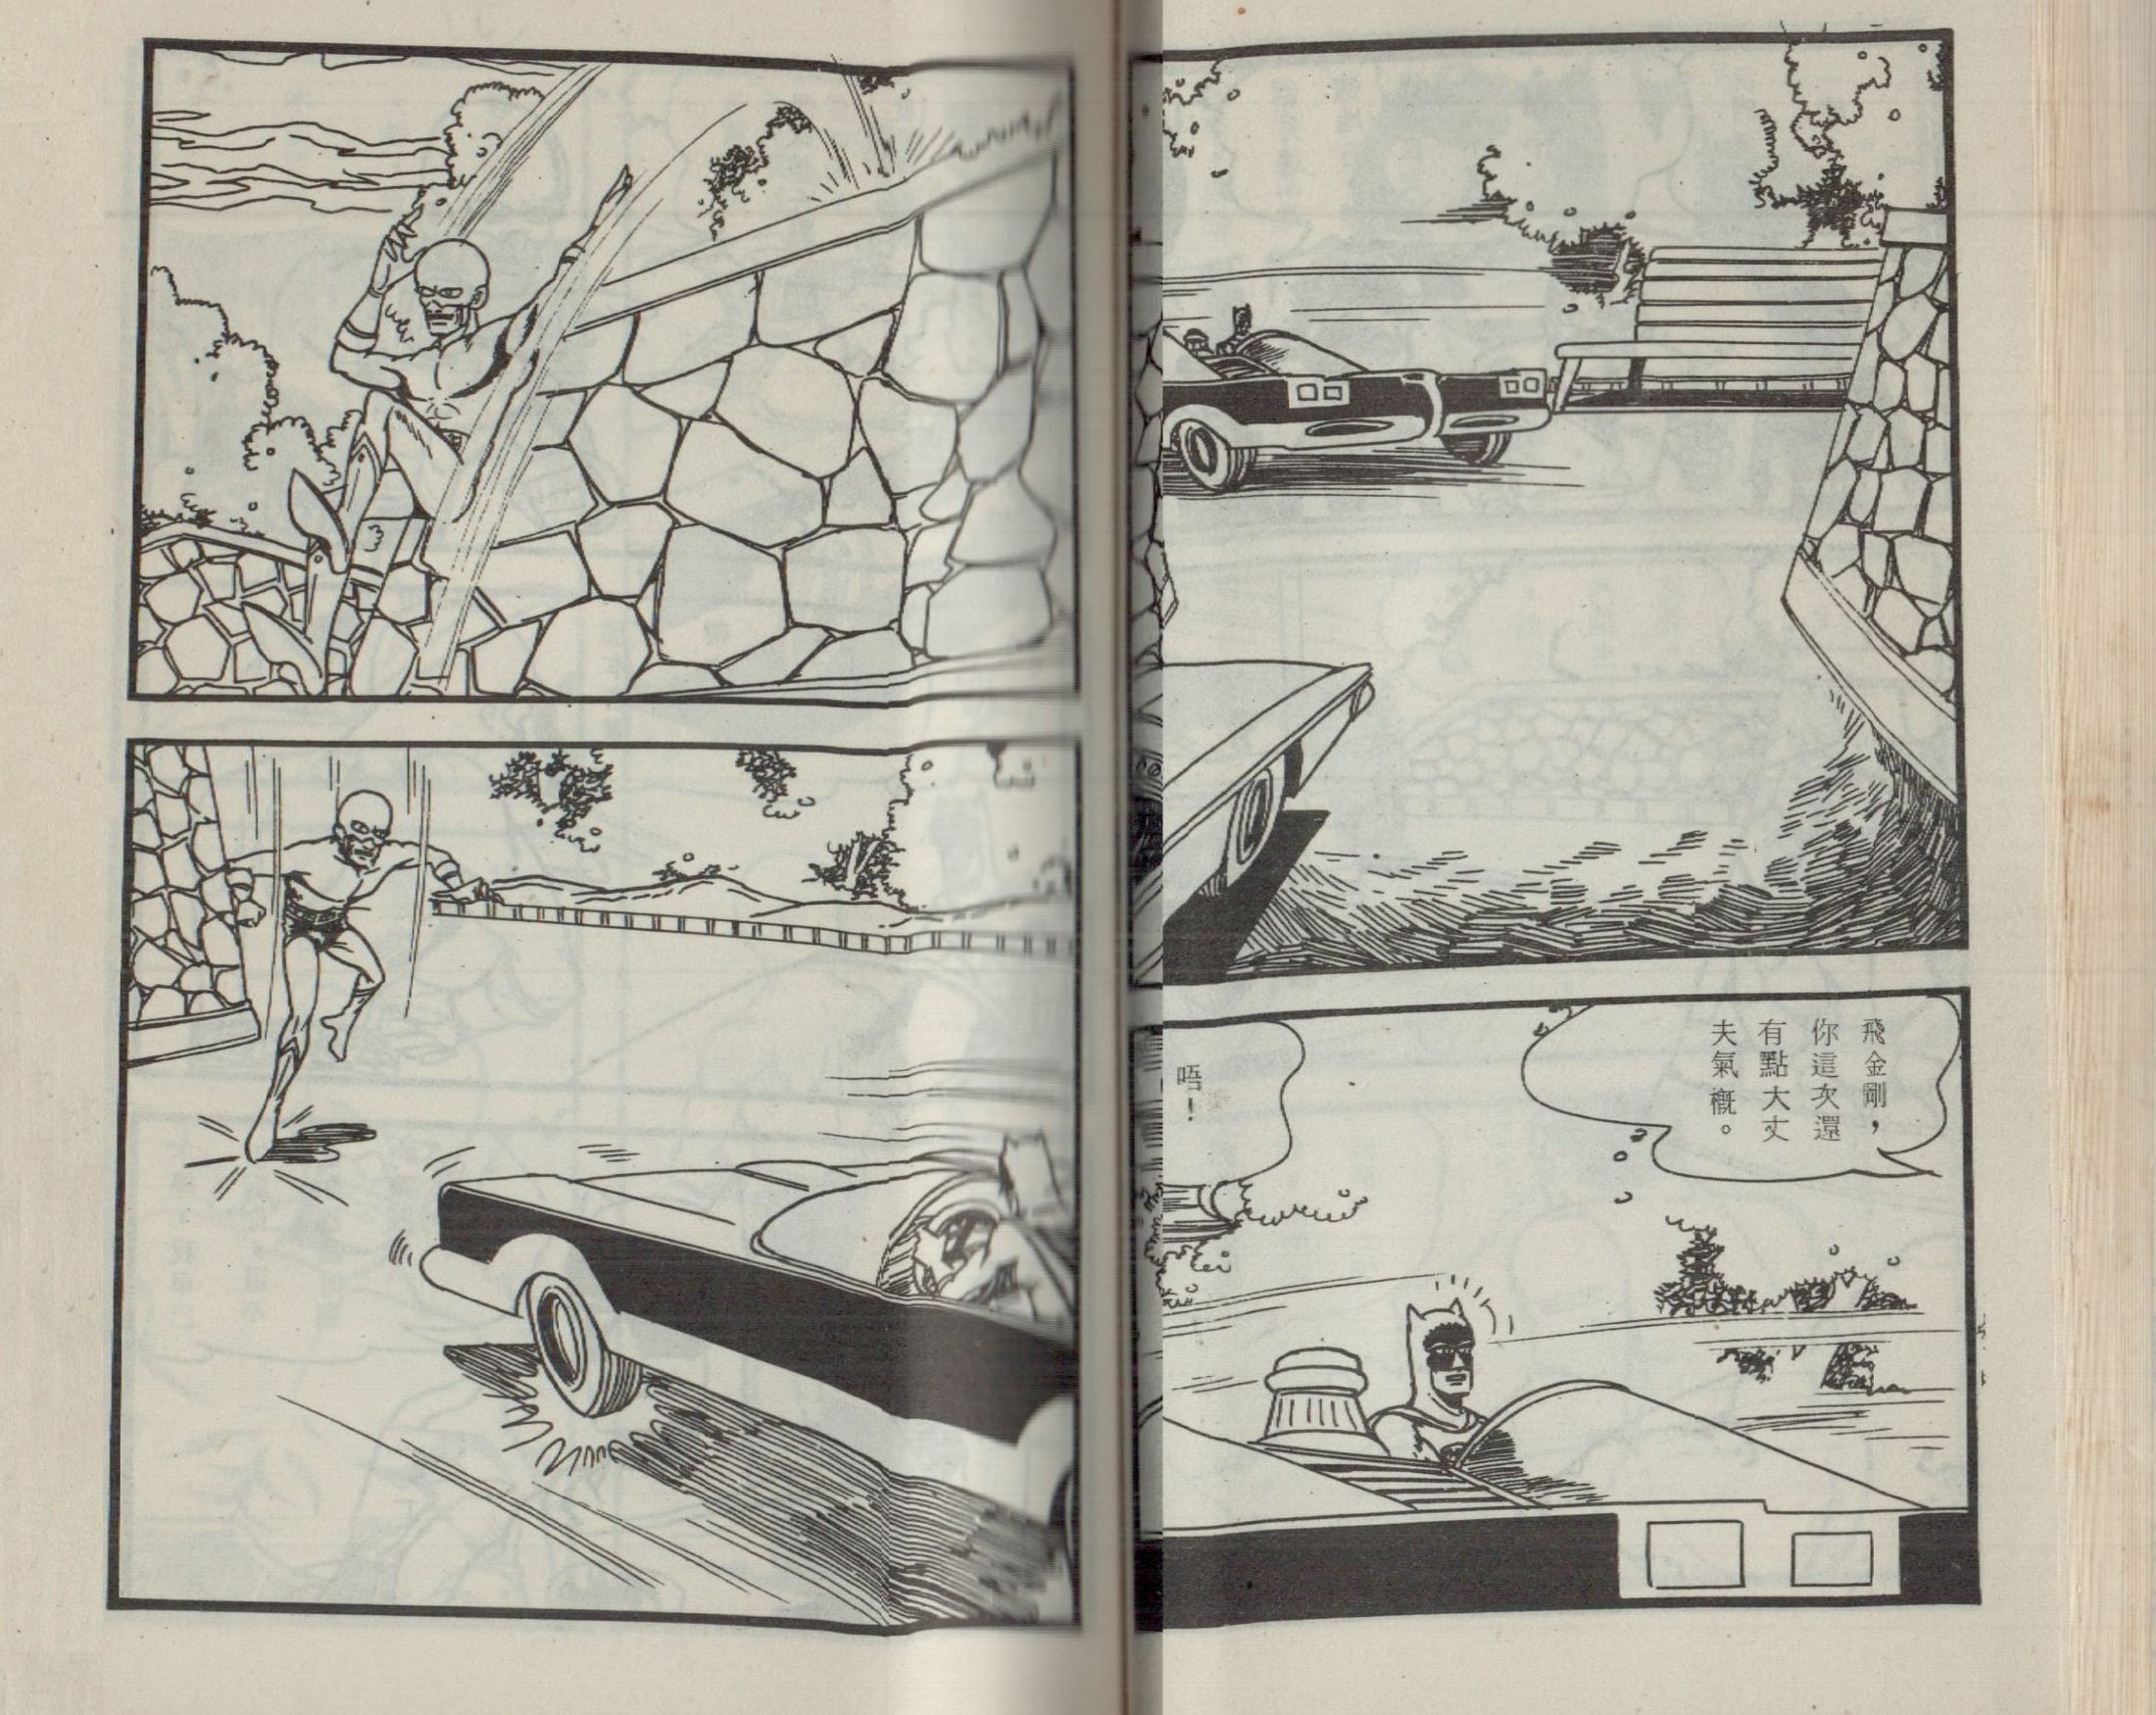 飛金剛，
你這次還
有點大丈
夫氣概。
唔！